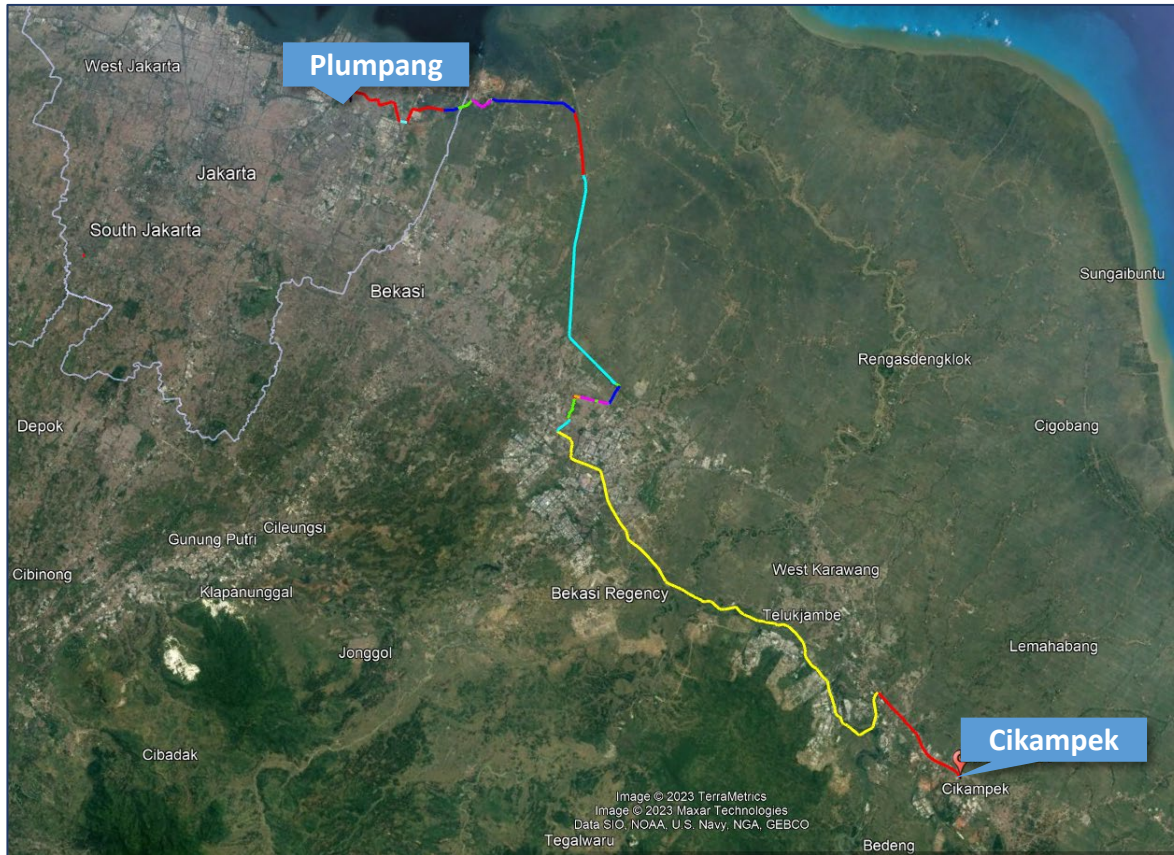 Plumpang
West Jakarta
Jakarta
South Jakarta
Bekasi
Sungaibuntu
Rengasdengklok
Depok
Cigobang
Cileungsi
Gunung Putri
Cibinong
Klapanunggal
West Karawang
Bekasi Regency
Telukjambe
Jonggol
Lemahabang
Cikampek
Cibadak
Cikampek
Image © 2023 TerraMetrics
Image © 2023 Maxar Technologies
Data SIO, NOAA, U.S. Navy, NGA, GEBCO
Tegalwaru
Bedeng